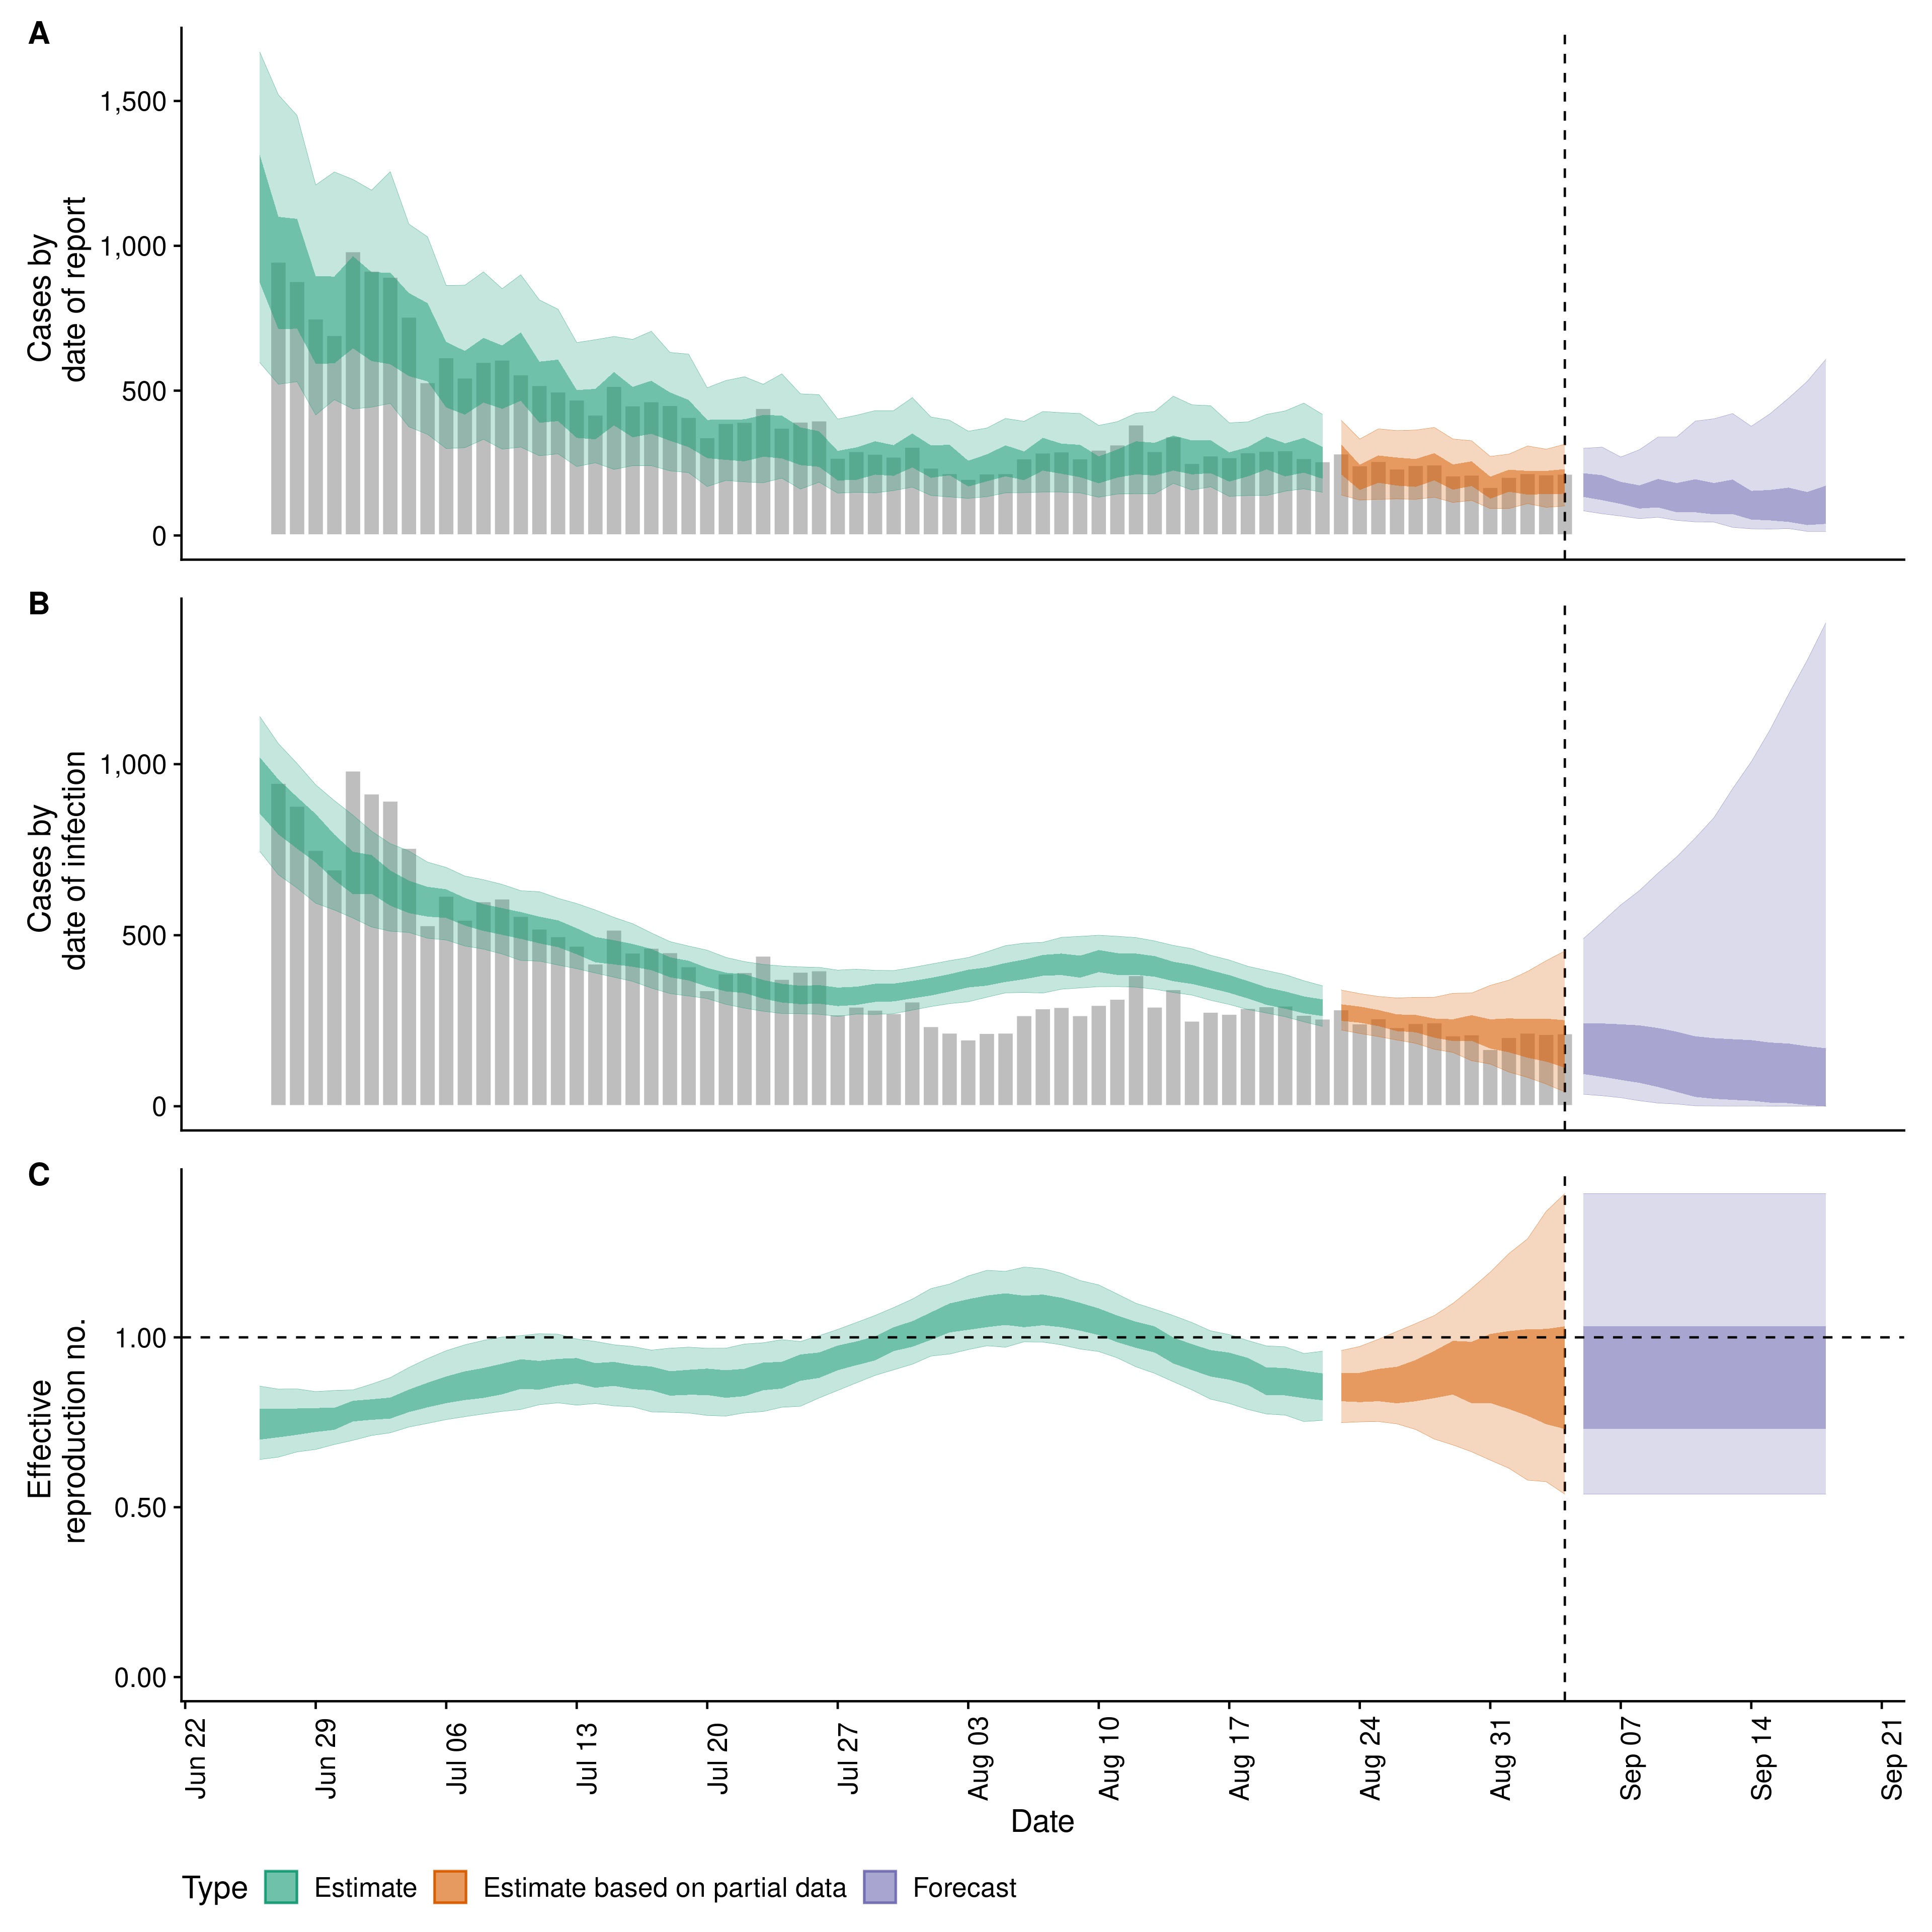 A
Cases by
date of report
1,500
1,000
500
0
B
Cases by
date of infection
1,000
500
0
C
Effective
reproduction no.
1.00
0.50
0.00
Jun 22
Jun 29
Jul 06
Jul 13
Jul 20
Jul 27
Aug 03
Aug 10
Aug 17
Aug 24
Aug 31
Sep 07
Sep 14
Sep 21
Date
Type Estimate Estimate based on partial data Forecast